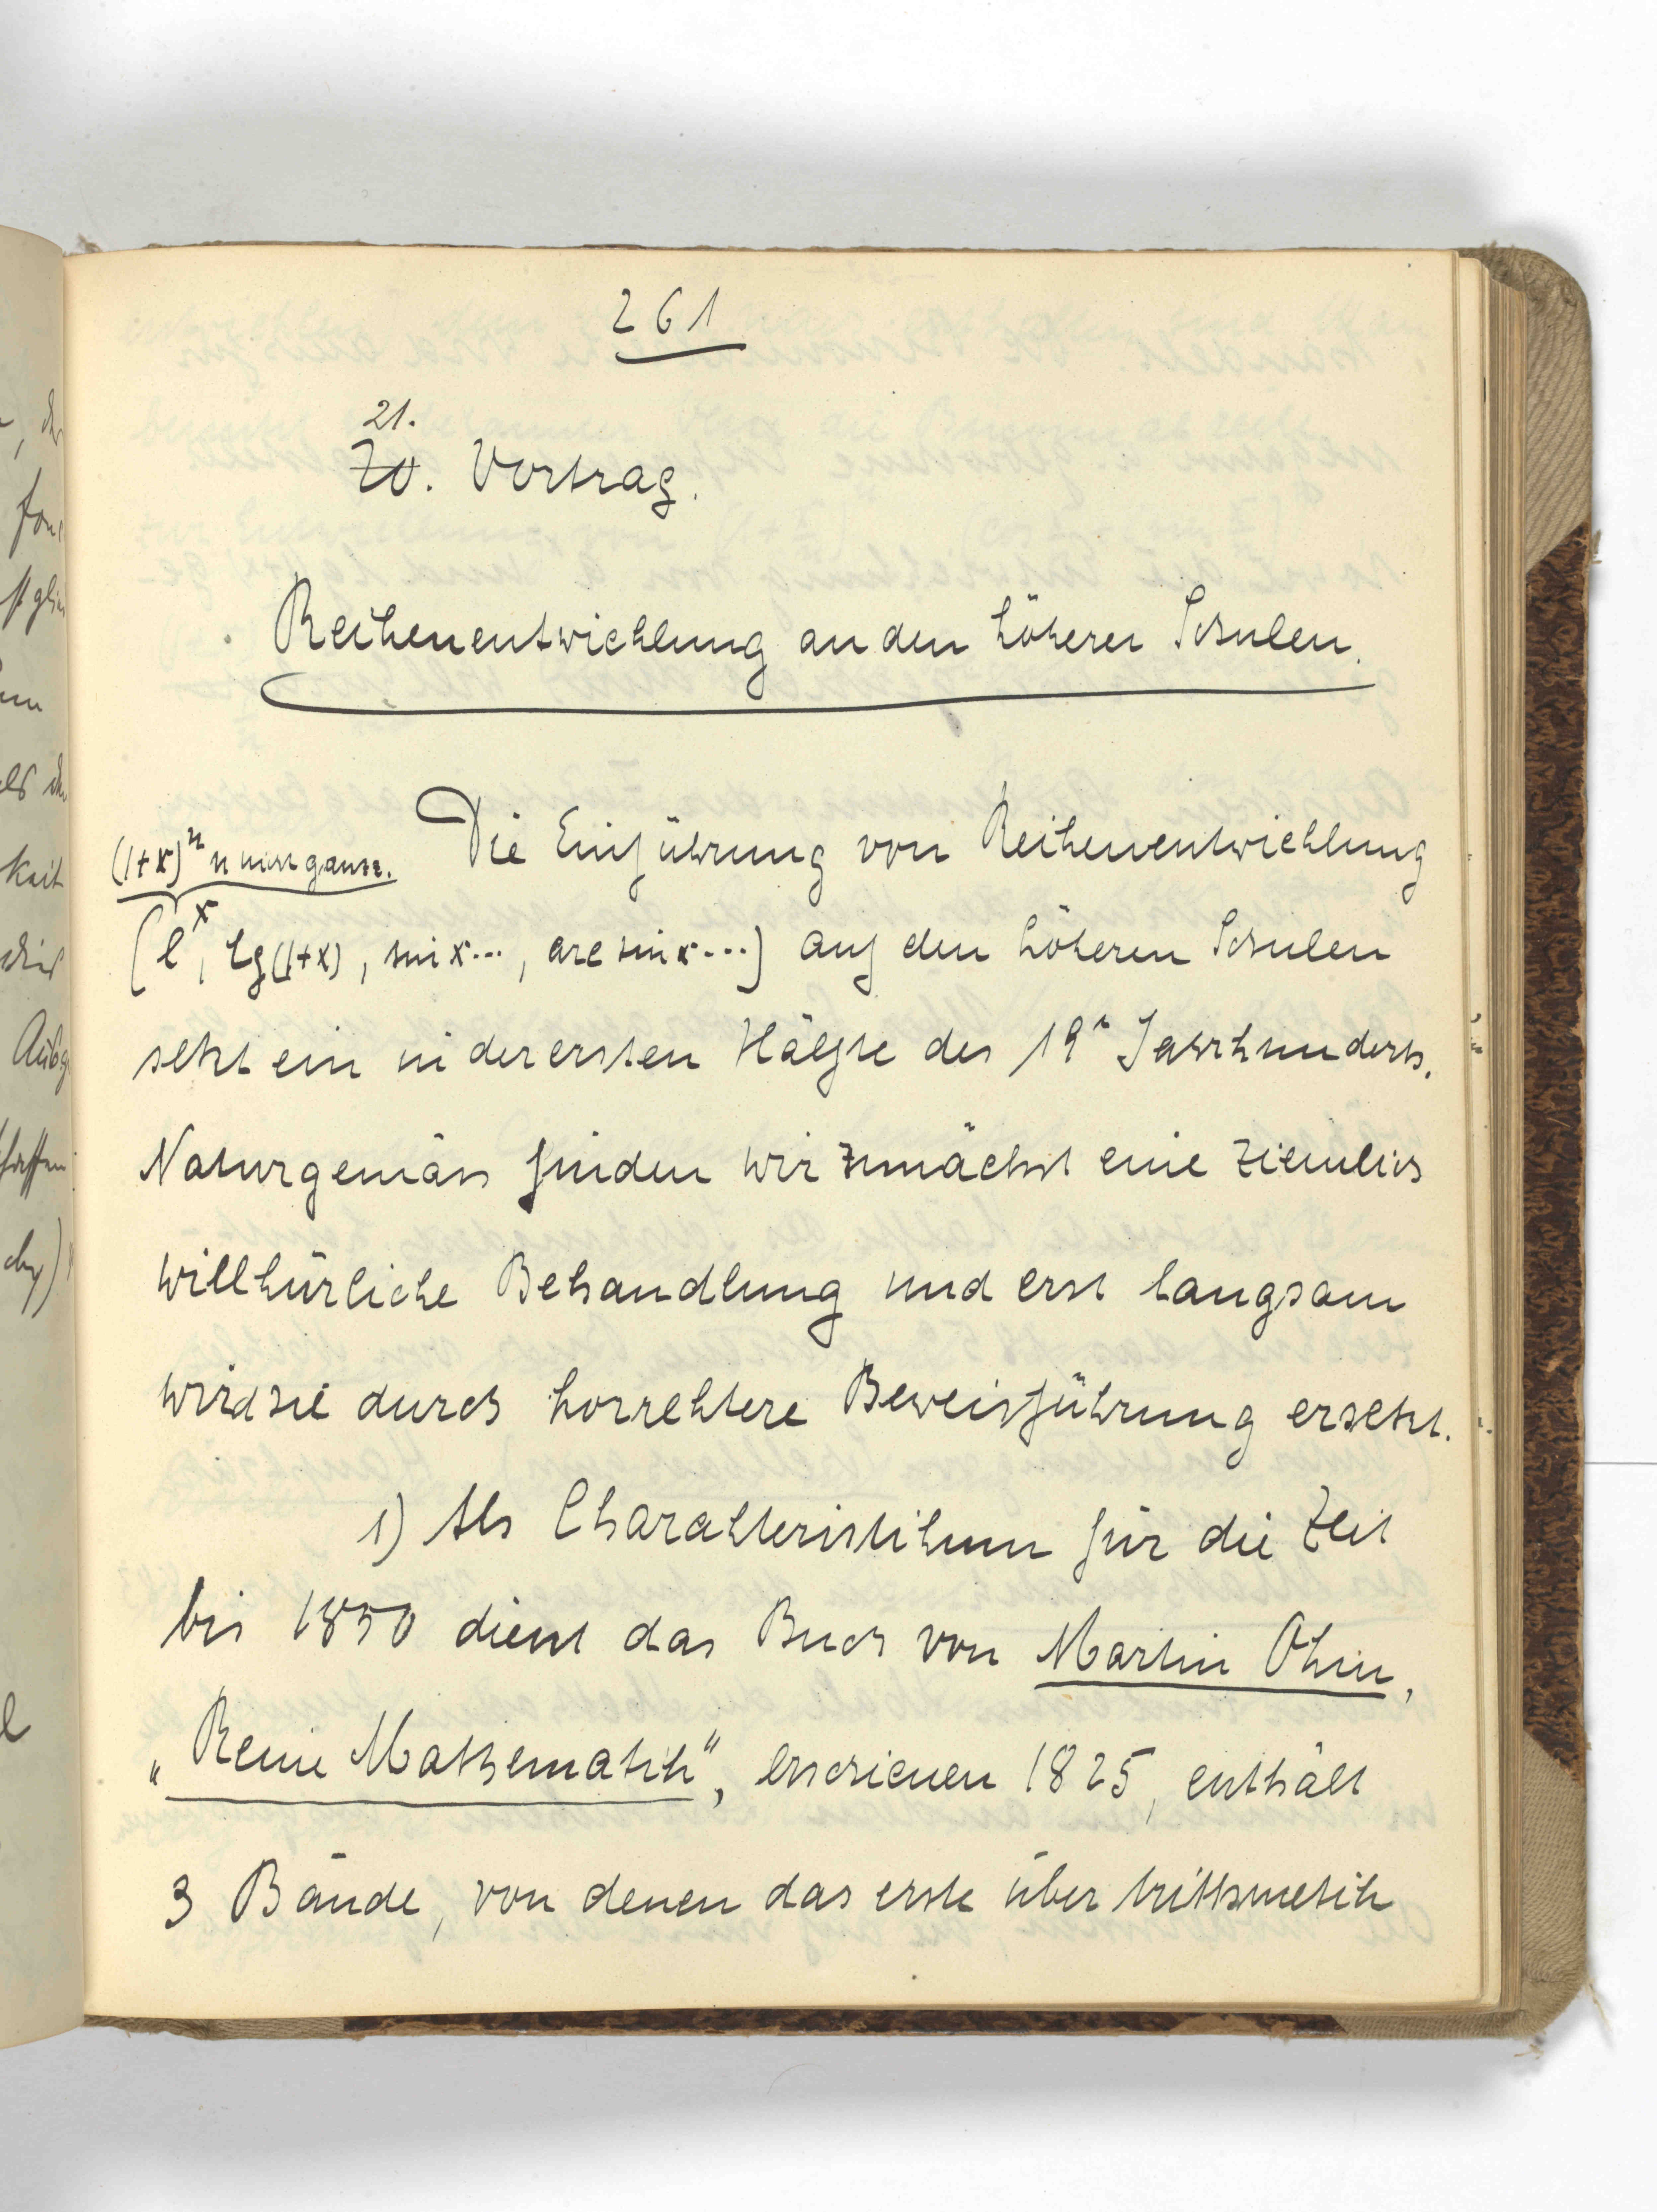 261
21.
20. Vortrag.
Reihenentwicklung an den höheren Schulen.
Die Einführung von Reihenentwicklung
(1+x)ⁿ n nicht ganz.
(eˣ, lg(1+x), sin x..., arc sin x...) auf den höheren Schulen
setzt ein in der ersten Hälfte des 19ⁿ Jahrhunderts.
Naturgemäss finden wir zunächst eine ziemlich
willkürliche Behandlung und erst langsam
wird sie durch korrektere Beweisführung ersetzt.
1) Als Charakteristikum für die Zeit
bis 1850 dient das Buch von Martin Ohm,
„Reine Mathematik", erschienen 1825, enthält
3 Bände, von denen das erste über Arithmetik